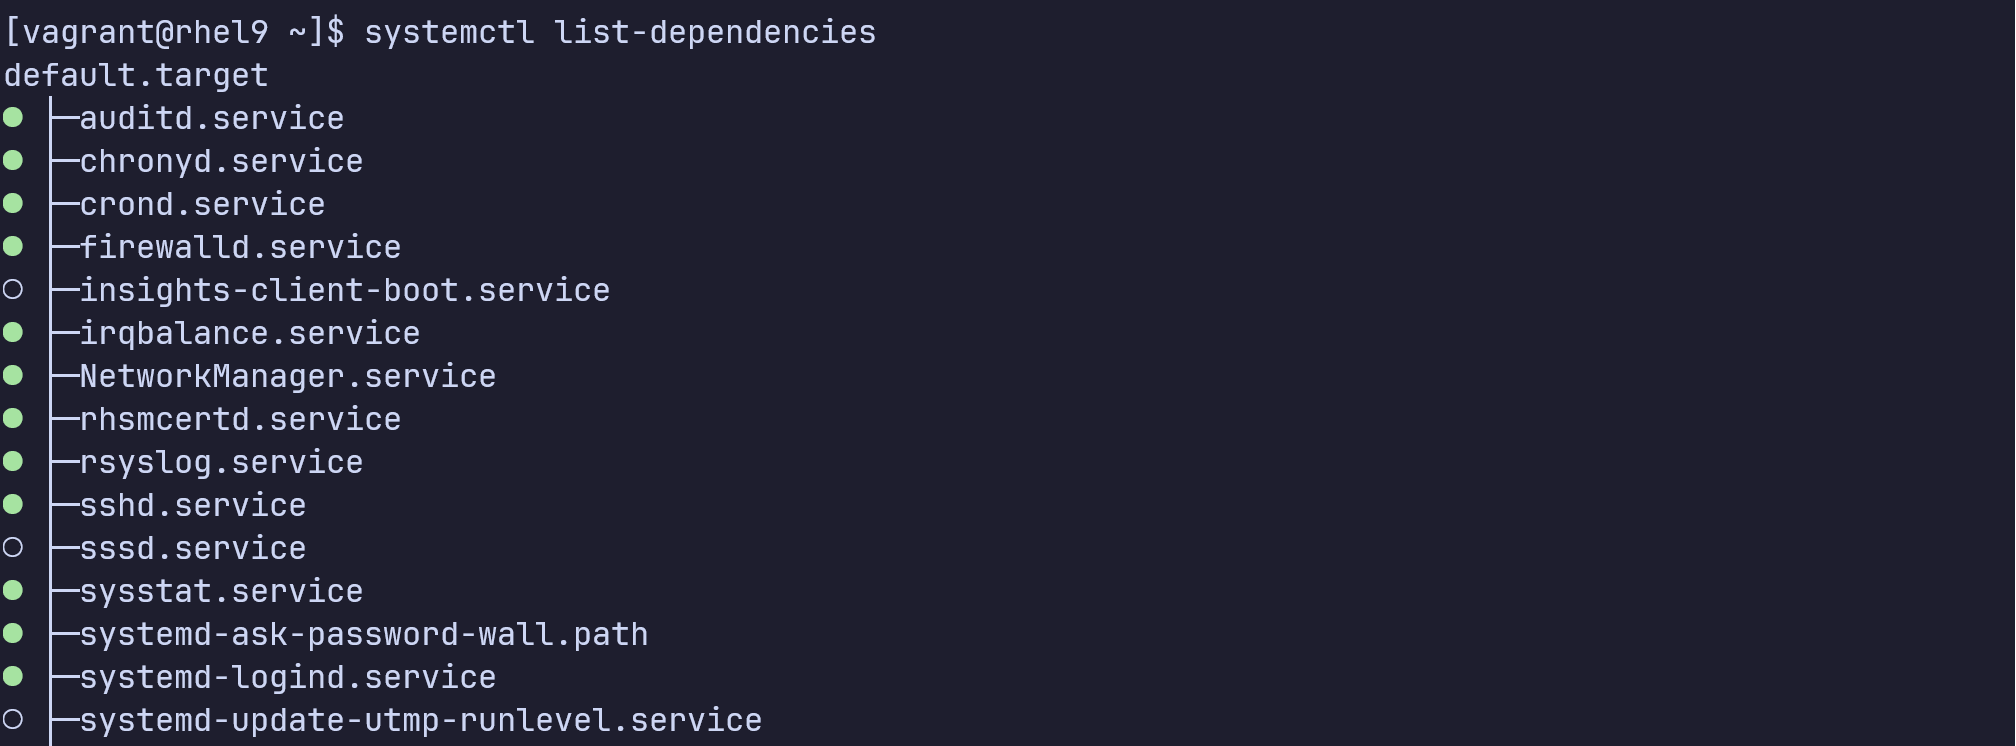 [vagrant@rhel9 ~]$ systemctl list-dependencies
default.target
● ├─auditd.service
● ├─chronyd.service
● ├─crond.service
● ├─firewalld.service
○ ├─insights-client-boot.service
● ├─irqbalance.service
● ├─NetworkManager.service
● ├─rhsmcertd.service
● ├─rsyslog.service
● ├─sshd.service
○ ├─sssd.service
● ├─sysstat.service
● ├─systemd-ask-password-wall.path
● ├─systemd-logind.service
○ ├─systemd-update-utmp-runlevel.service